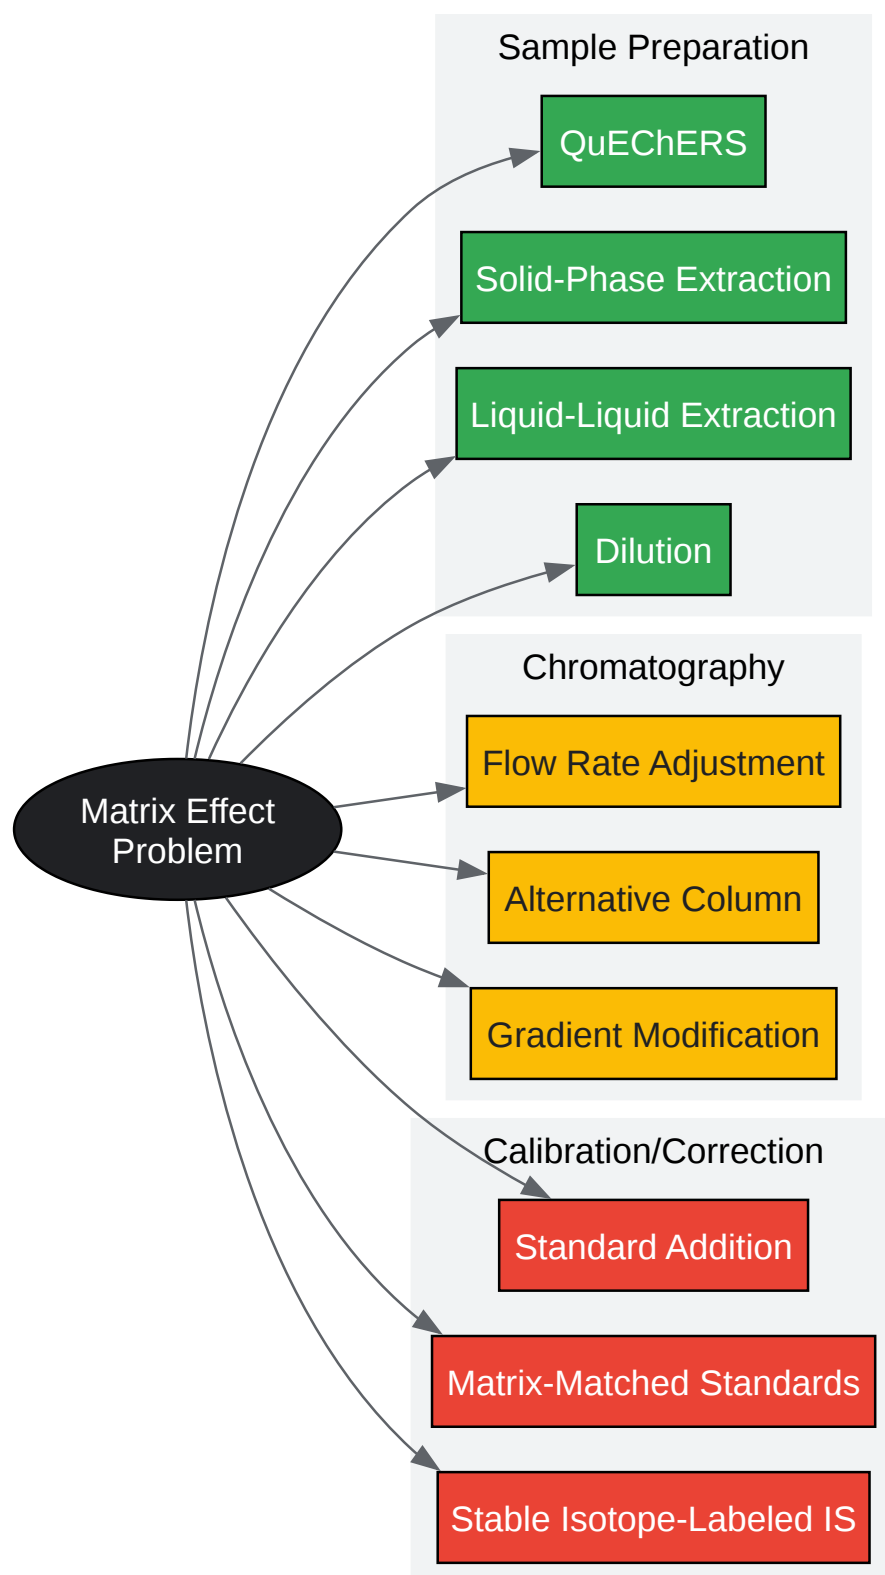 Sample Preparation
QuEChERS
Solid-Phase Extraction
Liquid-Liquid Extraction
Dilution
Chromatography
Flow Rate Adjustment
Matrix Effect
Problem
Alternative Column
Gradient Modification
Calibration/Correction
Standard Addition
Matrix-Matched Standards
Stable Isotope-Labeled IS